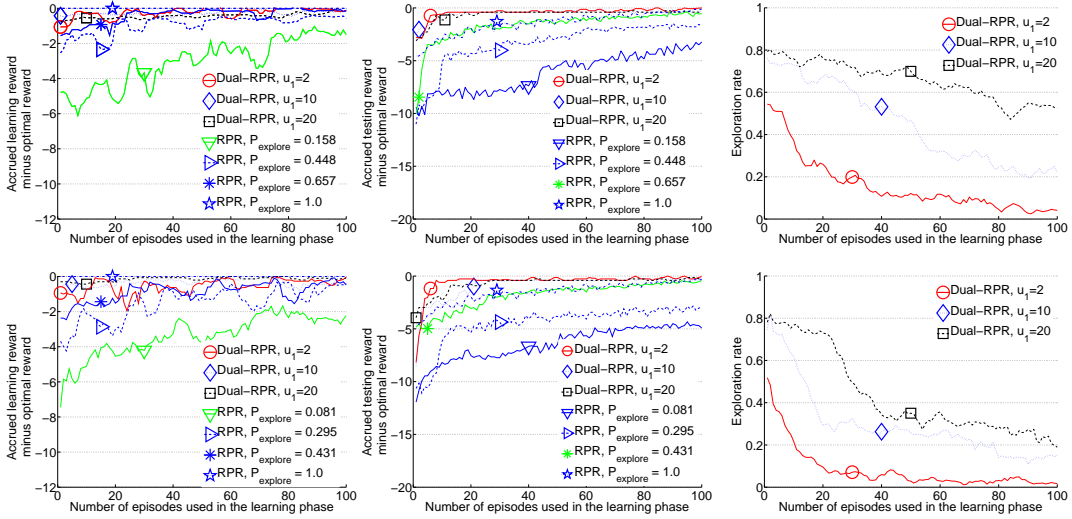 Accrued learning reward
minus optimal reward
0
−2
−4
−6
−8
−10
−12
0 20 40 60 80 100
Number of episodes used in the learning phase
Dual−RPR, u1=2
Dual−RPR, u1=10
Dual−RPR, u1=20
RPR, Pexplore = 0.158
RPR, Pexplore = 0.448
RPR, Pexplore = 0.657
RPR, Pexplore = 1.0
Accrued testing reward
minus optimal reward
0
−5
−10
−15
−20
0 20 40 60 80 100
Number of episodes used in the learning phase
Dual−RPR, u1=2
Dual−RPR, u1=10
Dual−RPR, u1=20
RPR, Pexplore = 0.158
RPR, Pexplore = 0.448
RPR, Pexplore = 0.657
RPR, Pexplore = 1.0
Exploration rate
1
0.8
0.6
0.4
0.2
0
0 20 40 60 80 100
Number of episodes used in the learning phase
Dual−RPR, u1=2
Dual−RPR, u1=10
Dual−RPR, u1=20
Accrued learning reward
minus optimal reward
0
−2
−4
−6
−8
−10
−12
0 20 40 60 80 100
Number of episodes used in the learning phase
Dual−RPR, u1=2
Dual−RPR, u1=10
Dual−RPR, u1=20
RPR, Pexplore = 0.081
RPR, Pexplore = 0.295
RPR, Pexplore = 0.431
RPR, Pexplore = 1.0
Accrued testing reward
minus optimal reward
0
−5
−10
−15
−20
0 20 40 60 80 100
Number of episodes used in the learning phase
Dual−RPR, u1=2
Dual−RPR, u1=10
Dual−RPR, u1=20
RPR, Pexplore = 0.081
RPR, Pexplore = 0.295
RPR, Pexplore = 0.431
RPR, Pexplore = 1.0
Exploration rate
1
0.8
0.6
0.4
0.2
0
0 20 40 60 80 100
Number of episodes used in the learning phase
Dual−RPR, u1=2
Dual−RPR, u1=10
Dual−RPR, u1=20